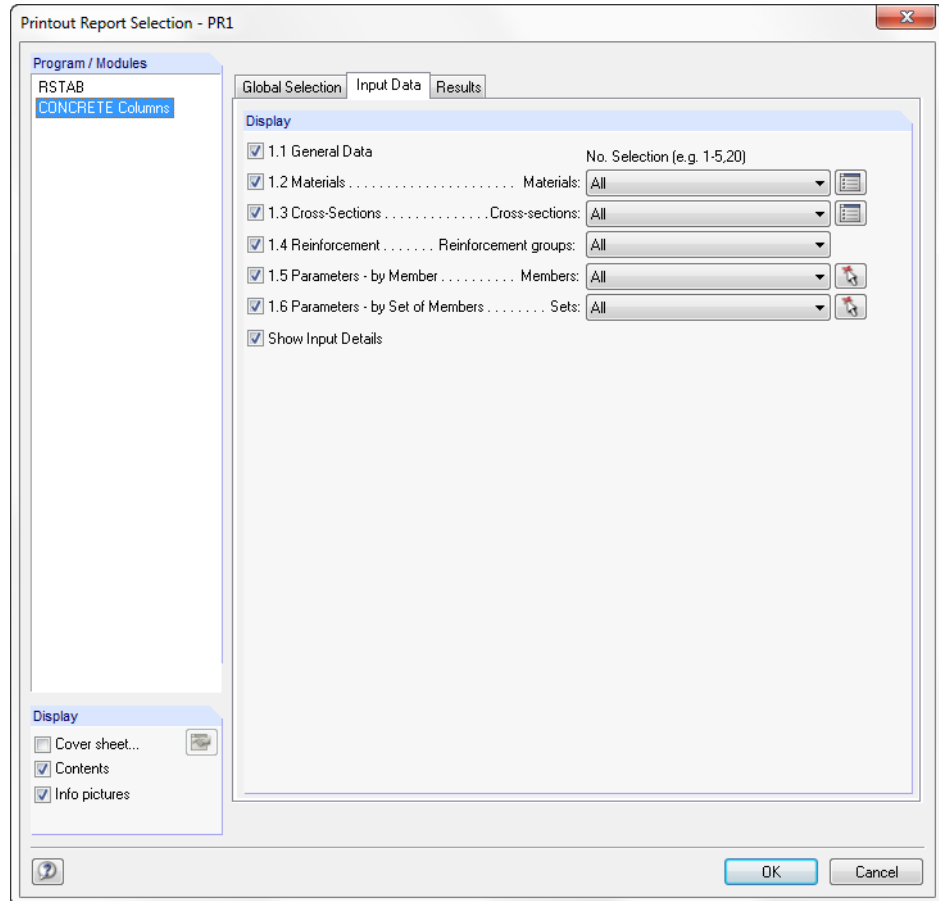 Printout Report Selection - PR1
Program / Modules
RSTAB
CONCRETE Columns
Global Selection Input Data Results
Display
1.1 General Data
No. Selection (e.g. 1-5,20)
1.2 Materials . . . . . . . . . . . . . . . . . . . . . . Materials: All
1.3 Cross-Sections . . . . . . . . . . . . . .Cross-sections: All
1.4 Reinforcement . . . . . . . Reinforcement groups: All
1.5 Parameters - by Member . . . . . . . . . . Members: All
1.6 Parameters - by Set of Members . . . . . . . . Sets: All
Show Input Details
Display
Cover sheet...
Contents
Info pictures
OK Cancel